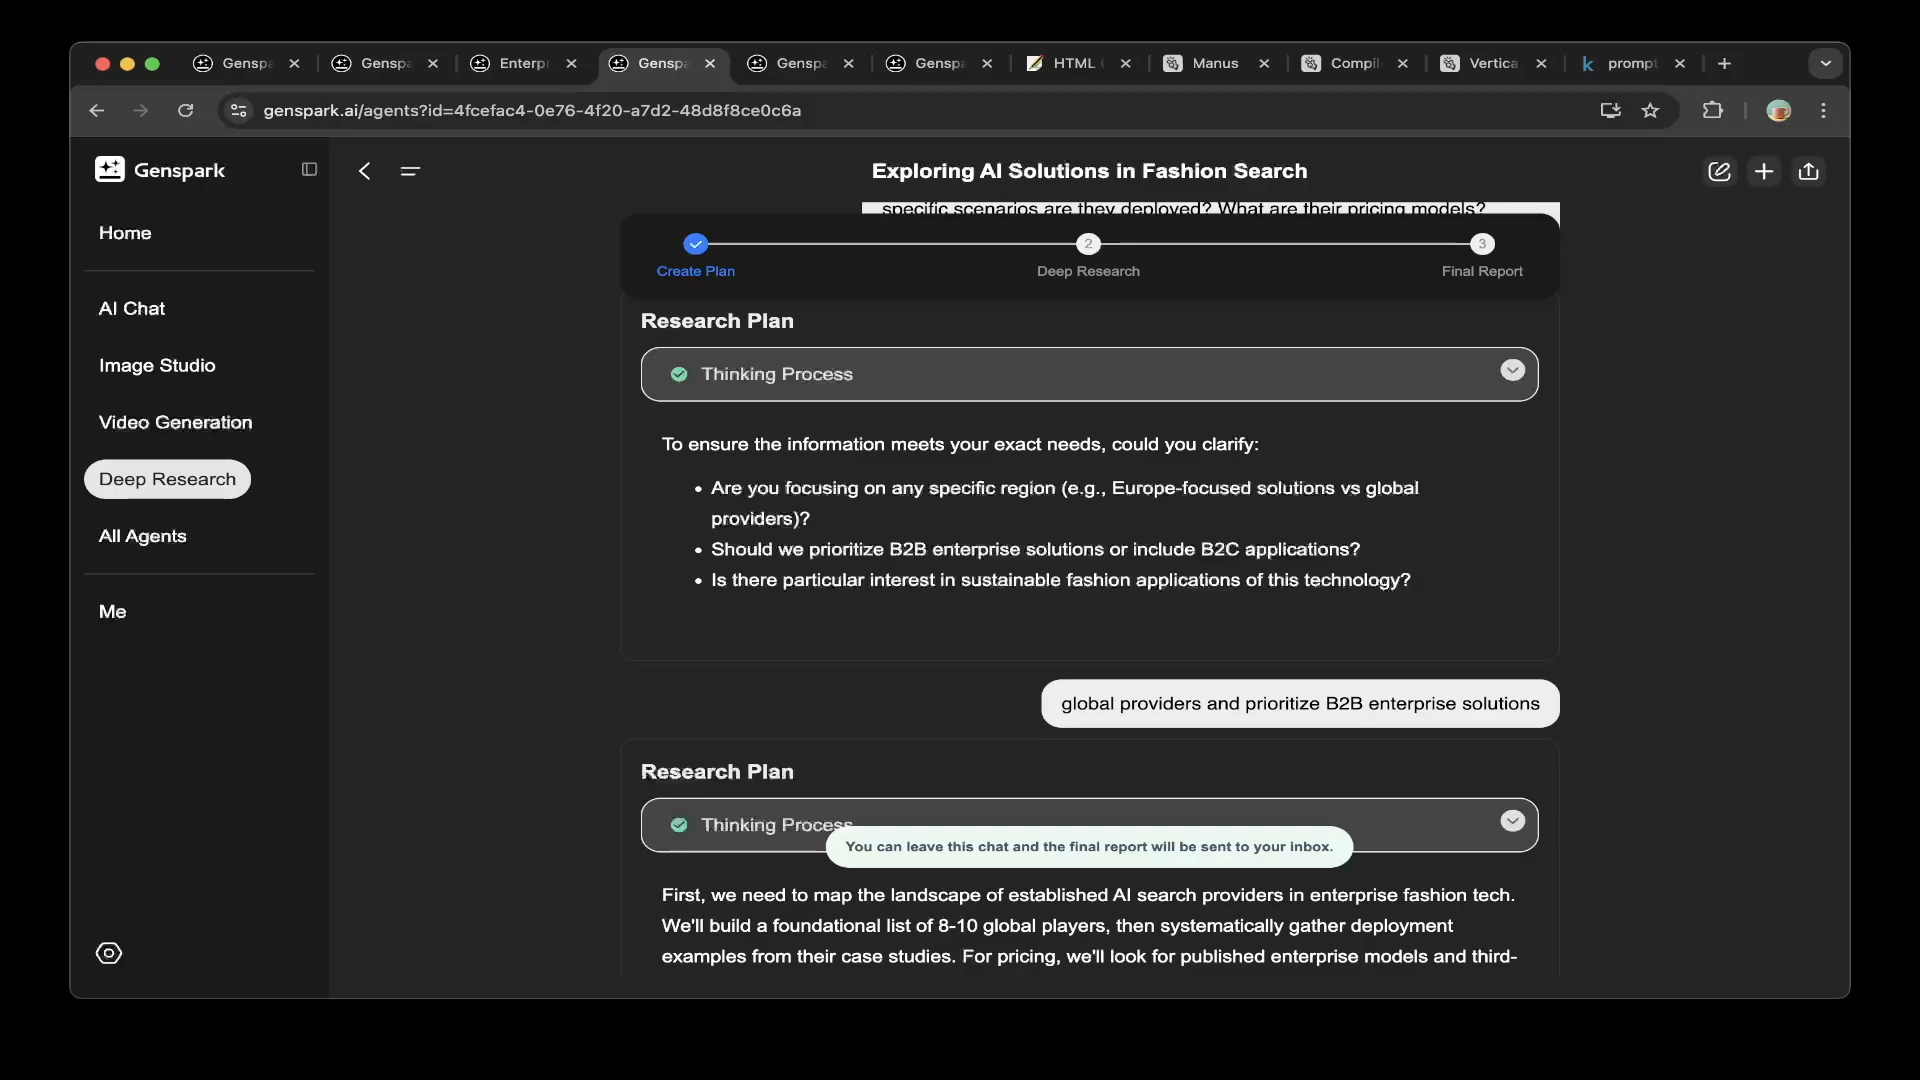 Genspa
Genspa
Enterpr
Genspa
Genspa
Genspa
HTML
Manus
Compil
Vertica
prompt
genspark.ai/agents?id=4fcefac4-0e76-4f20-a7d2-48d8f8ce0c6a
Genspark
Home
AI Chat
Image Studio
Video Generation
Deep Research
All Agents
Me
Exploring AI Solutions in Fashion Search
specific scenarios are they deployed? What are their pricing models?
2
3
Create Plan
Deep Research
Final Report
Research Plan
Thinking Process
To ensure the information meets your exact needs, could you clarify:
• Are you focusing on any specific region (e.g., Europe-focused solutions vs global
providers)?
• Should we prioritize B2B enterprise solutions or include B2C applications?
• Is there particular interest in sustainable fashion applications of this technology?
global providers and prioritize B2B enterprise solutions
Research Plan
Thinking Process
You can leave this chat and the final report will be sent to your inbox.
First, we need to map the landscape of established AI search providers in enterprise fashion tech.
We'll build a foundational list of 8-10 global players, then systematically gather deployment
examples from their case studies. For pricing, we'll look for published enterprise models and third-